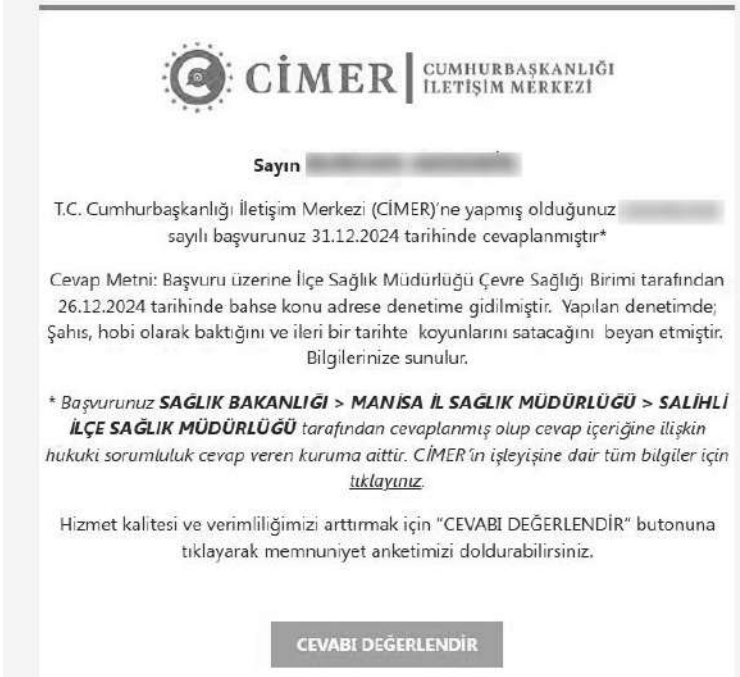 CİMER
CUMHURBAŞKANLIĞI
İLETİŞİM MERKEZİ
Sayın
T.C. Cumhurbaşkanlığı İletişim Merkezi (CİMER)'ne yapmış olduğunuz
sayılı başvurunuz 31.12.2024 tarihinde cevaplanmıştır*
Cevap Metni: Başvuru üzerine İlçe Sağlık Müdürlüğü Çevre Sağlığı Birimi tarafından
26.12.2024 tarihinde bahse konu adrese denetime gidilmiştir. Yapılan denetimde;
Şahıs, hobi olarak baktığını ve ileri bir tarihte koyunlarını satacağını beyan etmiştir.
Bilgilerinize sunulur.
* Başvurunuz SAĞLIK BAKANLIĞI > MANİSA İL SAĞLIK MÜDÜRLÜĞÜ > SALİHLİ
İLÇE SAĞLIK MÜDÜRLÜĞÜ tarafından cevaplanmış olup cevap içeriğine ilişkin
hukuki sorumluluk cevap veren kuruma aittir. CİMER'in işleyişine dair tüm bilgiler için
tıklayınız.
Hizmet kalitesi ve verimliliğimizi arttırmak için "CEVABI DEĞERLENDİR" butonuna
tıklayarak memnuniyet anketimizi doldurabilirsiniz.
CEVABI DEĞERLENDİR